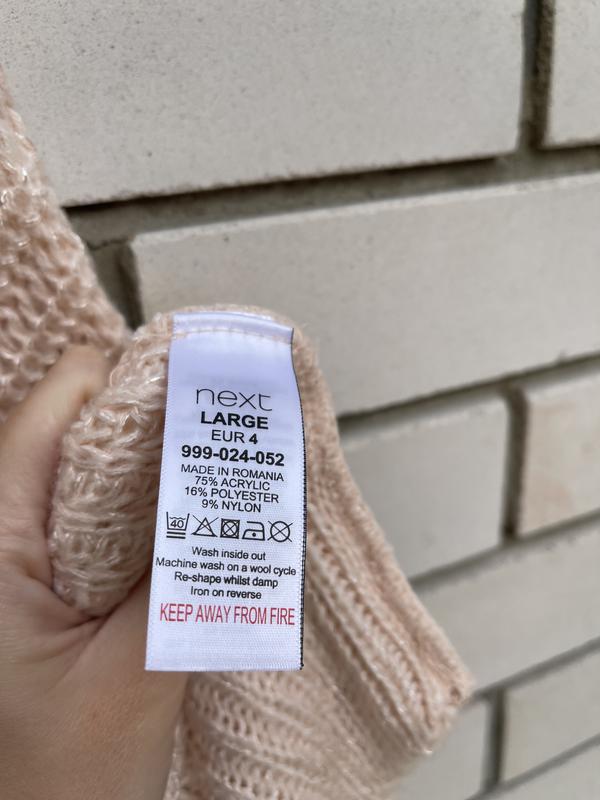 next
LARGE
EUR 4
999-024-052
MADE IN ROMANIA
75% ACRYLIC
16% POLYESTER
9% NYLON
40
Wash inside out
Machine wash on a wool cycle
Re-shape whilst damp
Iron on reverse
KEEP AWAY FROM FIRE